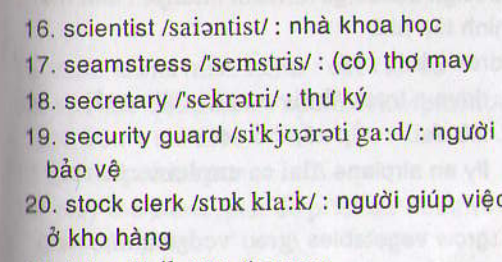 16. scientist /saiəntist/ : nhà khoa học
17. seamstress /'semstris/ : (cô) thợ may
18. secretary /'sekrətri/ : thư ký
19. security guard /si'kjʊərəti ga:d/ : người
bảo vệ
20. stock clerk /stɒk kla:k/ : người giúp việc
ở kho hàng